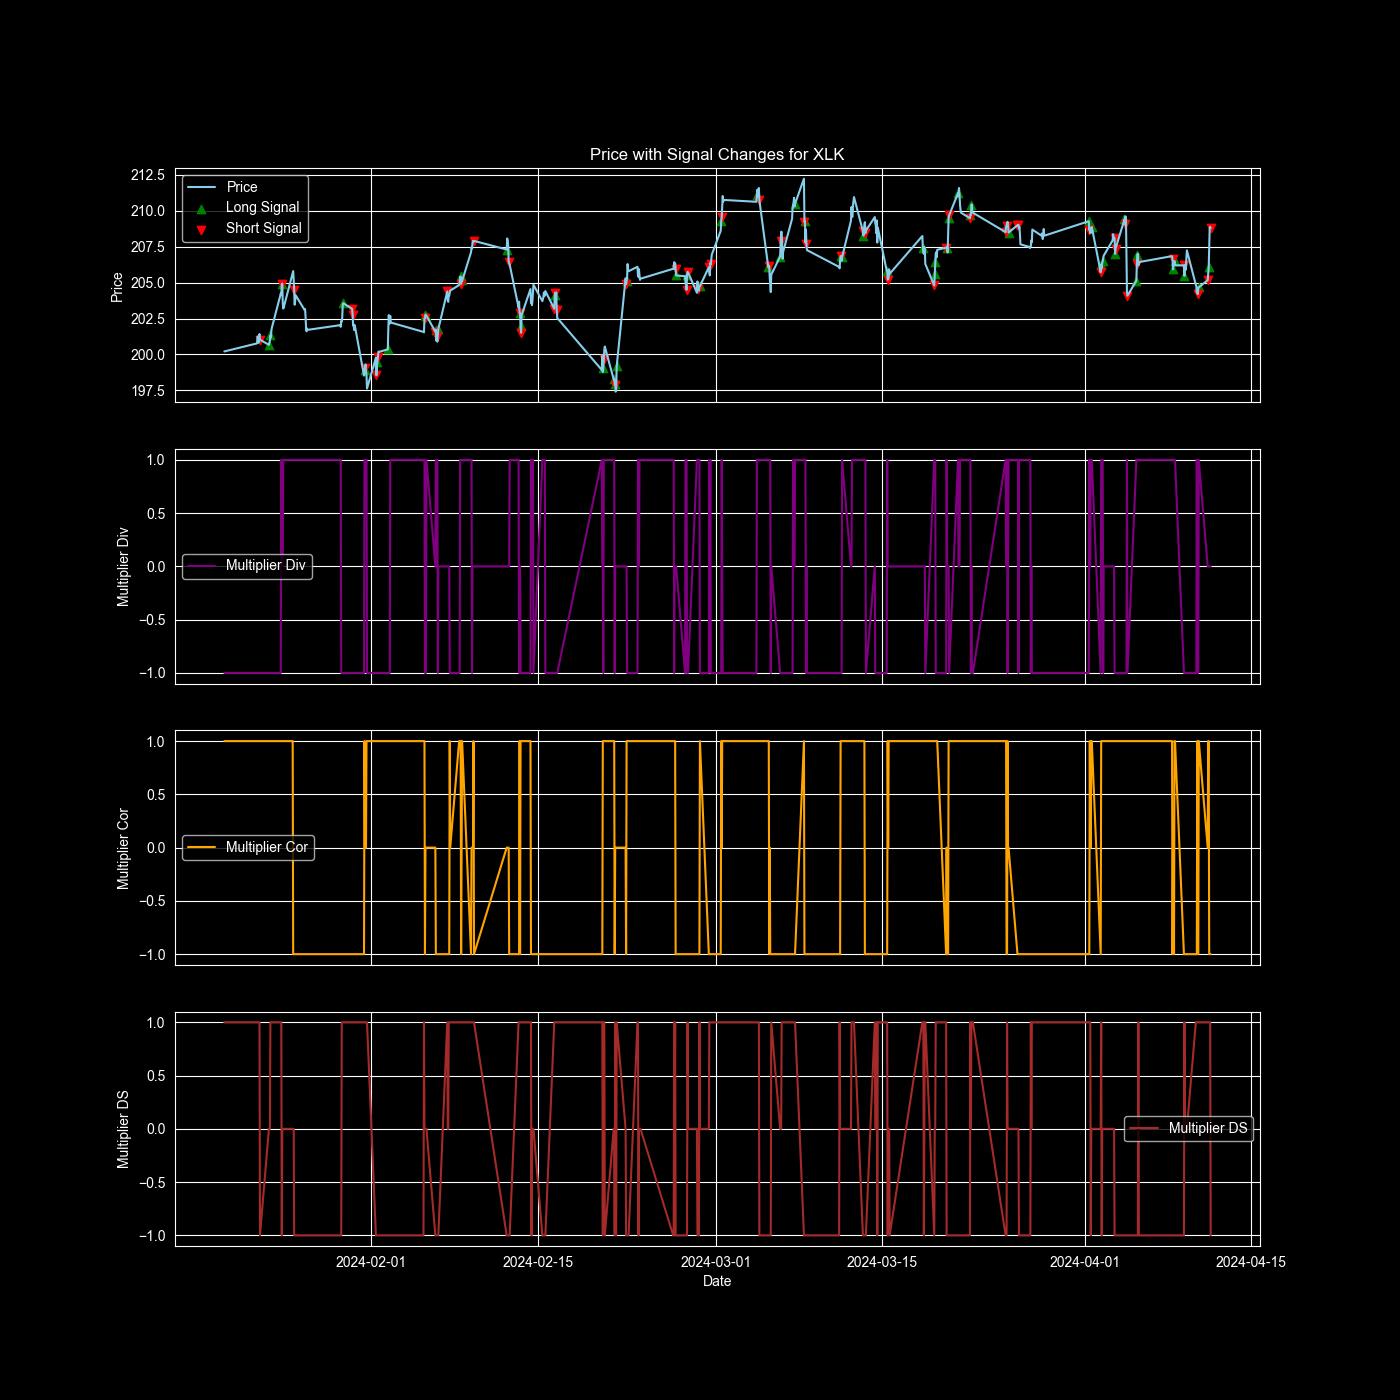 Price with Signal Changes for XLK
212.5
210.0
207.5
205.0
202.5
200.0
197.5
Price
Price
Long Signal
Short Signal
1.0
0.5
0.0
−0.5
−1.0
Multiplier Div
Multiplier Div
1.0
0.5
0.0
−0.5
−1.0
Multiplier Cor
Multiplier Cor
1.0
0.5
0.0
−0.5
−1.0
Multiplier DS
Multiplier DS
2024-02-01 2024-02-15 2024-03-01 2024-03-15 2024-04-01 2024-04-15
Date